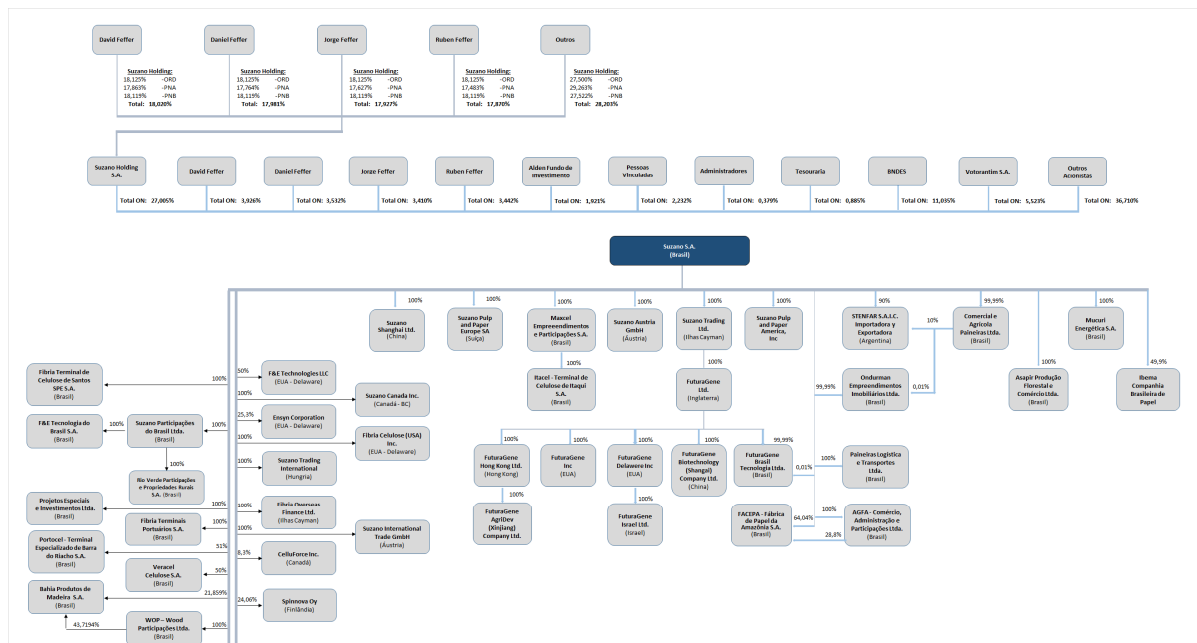 David Feffer
Daniel Feffer
Jorge Feffer
Ruben Feffer
Outros
Suzano Holding:
18,125% -ORD
17,863% -PNA
18,119% -PNB
Total: 18,020%
Suzano Holding:
18,125% -ORD
17,764% -PNA
18,119% -PNB
Total: 17,981%
Suzano Holding:
18,125% -ORD
17,627% -PNA
18,119% -PNB
Total: 17,927%
Suzano Holding:
18,125% -ORD
17,483% -PNA
18,119% -PNB
Total: 17,870%
Suzano Holding:
27,500% -ORD
29,263% -PNA
27,522% -PNB
Total: 28,203%
Suzano Holding
S.A.
David Feffer
Daniel Feffer
Jorge Feffer
Ruben Feffer
Alden Fundo de
Investimento
Pessoas
Vinculadas
Administradores
Tesouraria
BNDES
Votorantim S.A.
Outros
Acionistas
Total ON: 27,005%
Total ON: 3,926%
Total ON: 3,532%
Total ON: 3,410%
Total ON: 3,442%
Total ON: 1,921%
Total ON: 2,232%
Total ON: 0,379%
Total ON: 0,885%
Total ON: 11,035%
Total ON: 5,523%
Total ON: 36,710%
Suzano S.A.
(Brasil)
100%
Suzano
Shanghai Ltd.
(China)
100%
Suzano Pulp
and Paper
Europe SA
(Suíça)
100%
Maxcel
Empreeendimentos
e Participações S.A.
(Brasil)
100%
Itacel - Terminal de
Celulose de Itaqui
S.A.
(Brasil)
100%
Suzano Austria
GmbH
(Áustria)
100%
Suzano Trading
Ltd.
(Ilhas Cayman)
100%
FuturaGene
Ltd.
(Inglaterra)
100%
Suzano Pulp
and Paper
America,
Inc
90%
STENFAR S.A.I.C.
Importadora y
Exportadora
(Argentina)
10%
99,99%
Comercial e
Agrícola
Paineiras Ltda.
(Brasil)
99,99%
Ondurman
Empreendimentos
Imobiliários Ltda.
(Brasil)
0,01%
100%
Asapir Produção
Florestal e
Comércio Ltda.
(Brasil)
100%
Mucuri
Energética S.A.
(Brasil)
49,9%
Ibema
Companhia
Brasileira de
Papel
100%
FuturaGene
Hong Kong Ltd.
(Hong Kong)
100%
FuturaGene
AgriDev
(Xinjiang)
Company Ltd.
100%
FuturaGene
Inc
(EUA)
100%
FuturaGene
Delawere Inc
(EUA)
100%
FuturaGene
Israel Ltd.
(Israel)
100%
FuturaGene
Biotechnology
(Shangai)
Company Ltd.
(China)
99,99%
FuturaGene
Brasil
Tecnologia Ltda.
(Brasil)
0,01%
100%
Paineiras Logística
e Transportes
Ltda.
(Brasil)
FACEPA - Fábrica
de Papel da
Amazônia S.A.
(Brasil)
64,04%
100%
28,8%
AGFA - Comércio,
Administração e
Participações Ltda.
(Brasil)
Fibria Terminal
de Celulose de Santos
SPE S.A.
(Brasil)
100%
F&E Tecnologia do
Brasil S.A.
(Brasil)
100%
Suzano Participações
do Brasil Ltda.
(Brasil)
100%
100%
Rio Verde Participações
e Propriedades Rurais
S.A. (Brasil)
Projetos Especiais
e Investimentos Ltda.
(Brasil)
100%
Fibria Terminais
Portuários S.A.
(Brasil)
100%
Portocel - Terminal
Especializado de Barra
do Riacho S.A.
(Brasil)
51%
Veracel
Celulose S.A.
(Brasil)
50%
Bahia Produtos de
Madeira S.A.
(Brasil)
21,859%
43,7194%
WOP – Wood
Participações Ltd.
(Brasil)
100%
50%
F&E Technologies LLC
(EUA - Delaware)
100%
Suzano Canada Inc.
(Canadá - BC)
25,3%
Ensyn Corporation
(EUA - Delaware)
100%
Fibria Celulose (USA)
Inc.
(EUA - Delaware)
100%
Suzano Trading
International
(Hungria)
100%
Fibria Overseas
Finance Ltd.
(Ilhas Cayman)
100%
Suzano International
Trade GmbH
(Áustria)
8,3%
CelluForce Inc.
(Canadá)
24,06%
Spinnova Oy
(Finlândia)